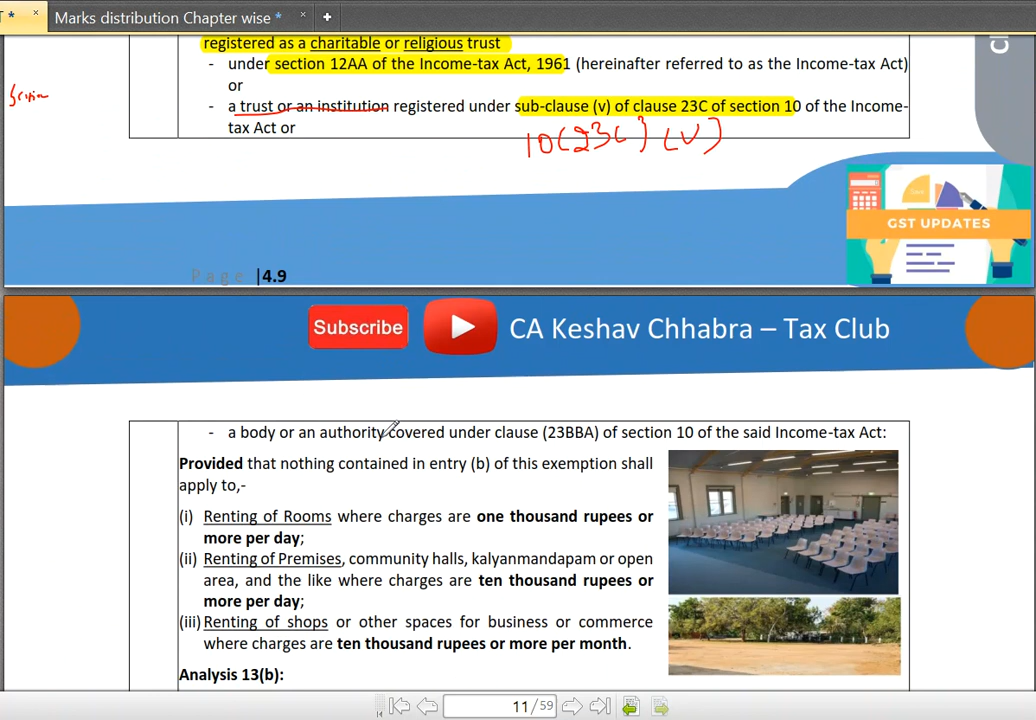 Marks distribution Chapter wise *
registered as a charitable or religious trust
- under section 12AA of the Income-tax Act, 1961 (hereinafter referred to as the Income-tax Act)
or
- a trust or an institution registered under sub-clause (v) of clause 23C of section 10 of the Income-
tax Act or
10(23C) (V)
GST UPDATES
Page |4.9
Subscribe
CA Keshav Chhabra – Tax Club
- a body or an authority covered under clause (23BBA) of section 10 of the said Income-tax Act:
Provided that nothing contained in entry (b) of this exemption shall
apply to,-
(i) Renting of Rooms where charges are one thousand rupees or
more per day;
(ii) Renting of Premises, community halls, kalyanmandapam or open
area, and the like where charges are ten thousand rupees or
more per day;
(iii) Renting of shops or other spaces for business or commerce
where charges are ten thousand rupees or more per month.
Analysis 13(b):
11 / 59